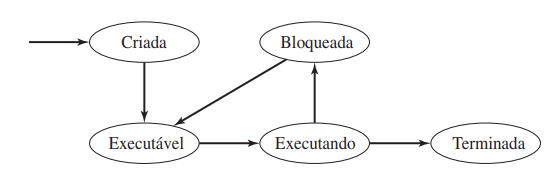 Criada
Bloqueada
Executável
Executando
Terminada